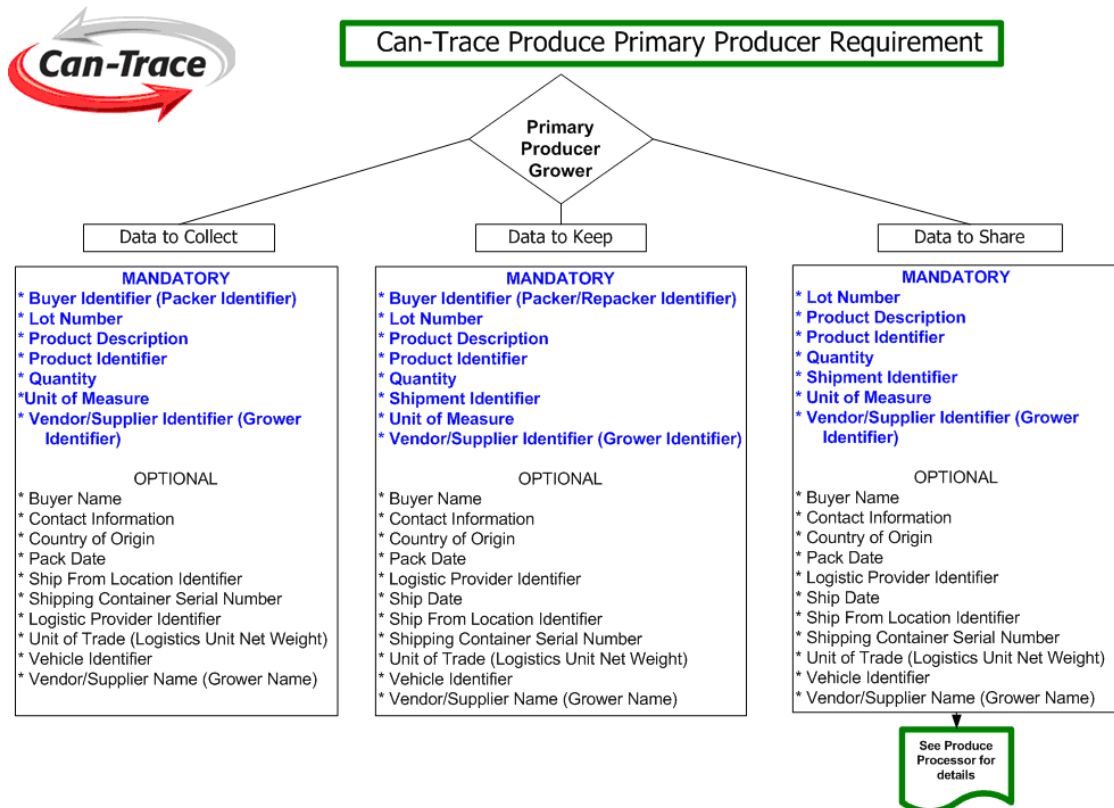 Can-Trace
Can-Trace Produce Primary Producer Requirement
Primary
Producer
Grower
Data to Collect
MANDATORY
* Buyer Identifier (Packer Identifier)
* Lot Number
* Product Description
* Product Identifier
* Quantity
*Unit of Measure
* Vendor/Supplier Identifier (Grower
Identifier)
OPTIONAL
* Buyer Name
* Contact Information
* Country of Origin
* Pack Date
* Ship From Location Identifier
* Shipping Container Serial Number
* Logistic Provider Identifier
* Unit of Trade (Logistics Unit Net Weight)
* Vehicle Identifier
* Vendor/Supplier Name (Grower Name)
Data to Keep
MANDATORY
* Buyer Identifier (Packer/Repacker Identifier)
* Lot Number
* Product Description
* Product Identifier
* Quantity
* Shipment Identifier
* Unit of Measure
* Vendor/Supplier Identifier (Grower Identifier)
OPTIONAL
* Buyer Name
* Contact Information
* Country of Origin
* Pack Date
* Logistic Provider Identifier
* Ship Date
* Ship From Location Identifier
* Shipping Container Serial Number
* Unit of Trade (Logistics Unit Net Weight)
* Vehicle Identifier
* Vendor/Supplier Name (Grower Name)
Data to Share
MANDATORY
* Lot Number
* Product Description
* Product Identifier
* Quantity
* Shipment Identifier
* Unit of Measure
* Vendor/Supplier Identifier (Grower
Identifier)
OPTIONAL
* Buyer Name
* Contact Information
* Country of Origin
* Pack Date
* Logistic Provider Identifier
* Ship Date
* Ship From Location Identifier
* Shipping Container Serial Number
* Unit of Trade (Logistics Unit Net Weight)
* Vehicle Identifier
* Vendor/Supplier Name (Grower Name)
See Produce
Processor for
details